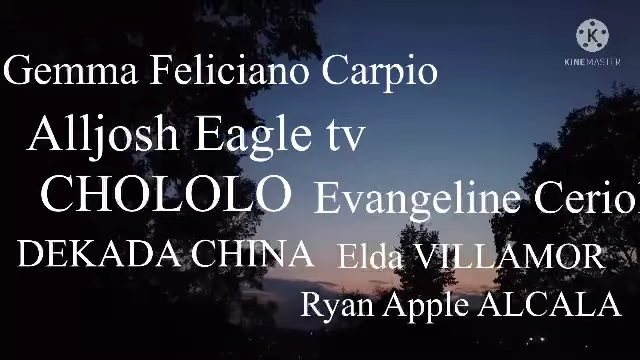 KINEMASTER
Gemma Feliciano Carpio
Alljosh Eagle tv
CHOLOLO Evangeline Cerio
DEKADA CHINA Elda VILLAMOR
Ryan Apple ALCALA